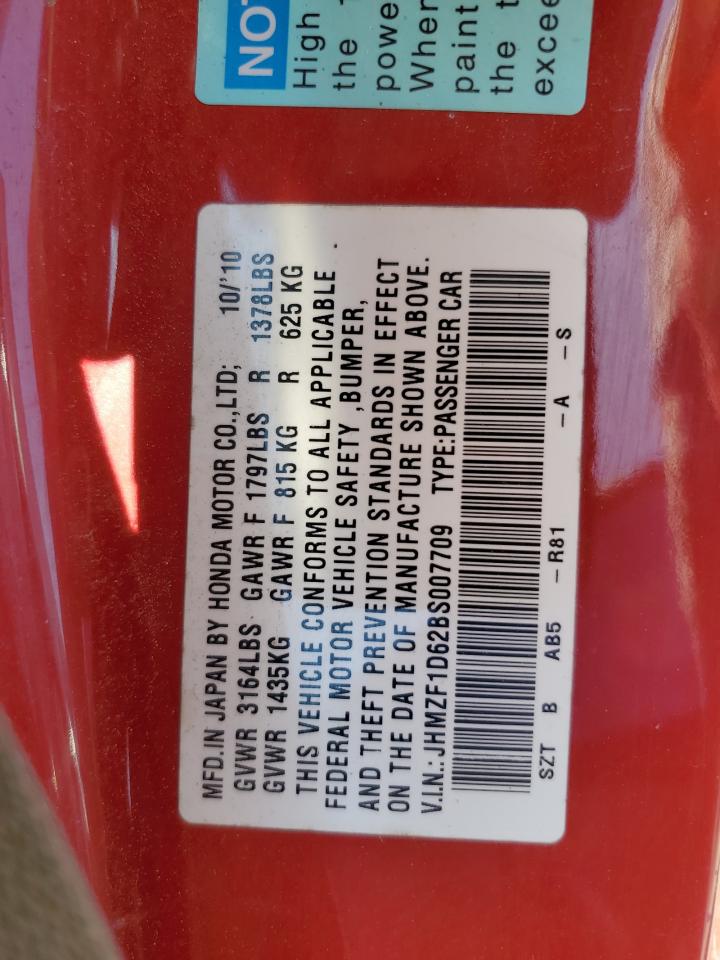 MFD.IN JAPAN BY HONDA MOTOR CO.,LTD; 10/'10
GVWR 3164LBS GAWR F 1797LBS R 1378LBS
GVWR 1435KG GAWR F 815 KG R 625 KG
THIS VEHICLE CONFORMS TO ALL APPLICABLE
FEDERAL MOTOR VEHICLE SAFETY ,BUMPER,
AND THEFT PREVENTION STANDARDS IN EFFECT
ON THE DATE OF MANUFACTURE SHOWN ABOVE.
V.I.N.: JHMZF1D62BS007709 TYPE:PASSENGER CAR
SZT B AB5 –R81 –A –S
NOT
High
the
powe
When
paint
the t
excee